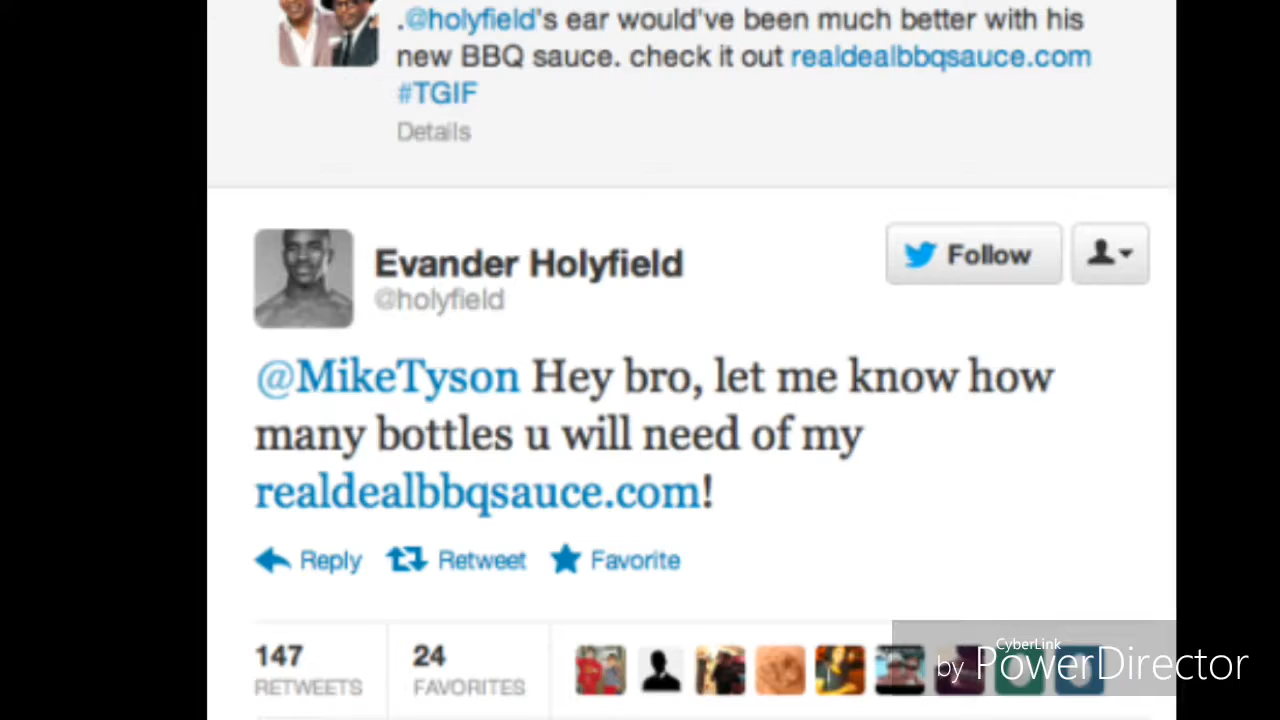 .@holyfield's ear would've been much better with his
new BBQ sauce. check it out realdealbbqsauce.com
#TGIF
Details
Evander Holyfield
@holyfield
Follow
@MikeTyson Hey bro, let me know how
many bottles u will need of my
realdealbbqsauce.com!
Reply Retweet Favorite
147
RETWEETS
24
FAVORITES
CyberLink
by PowerDirector